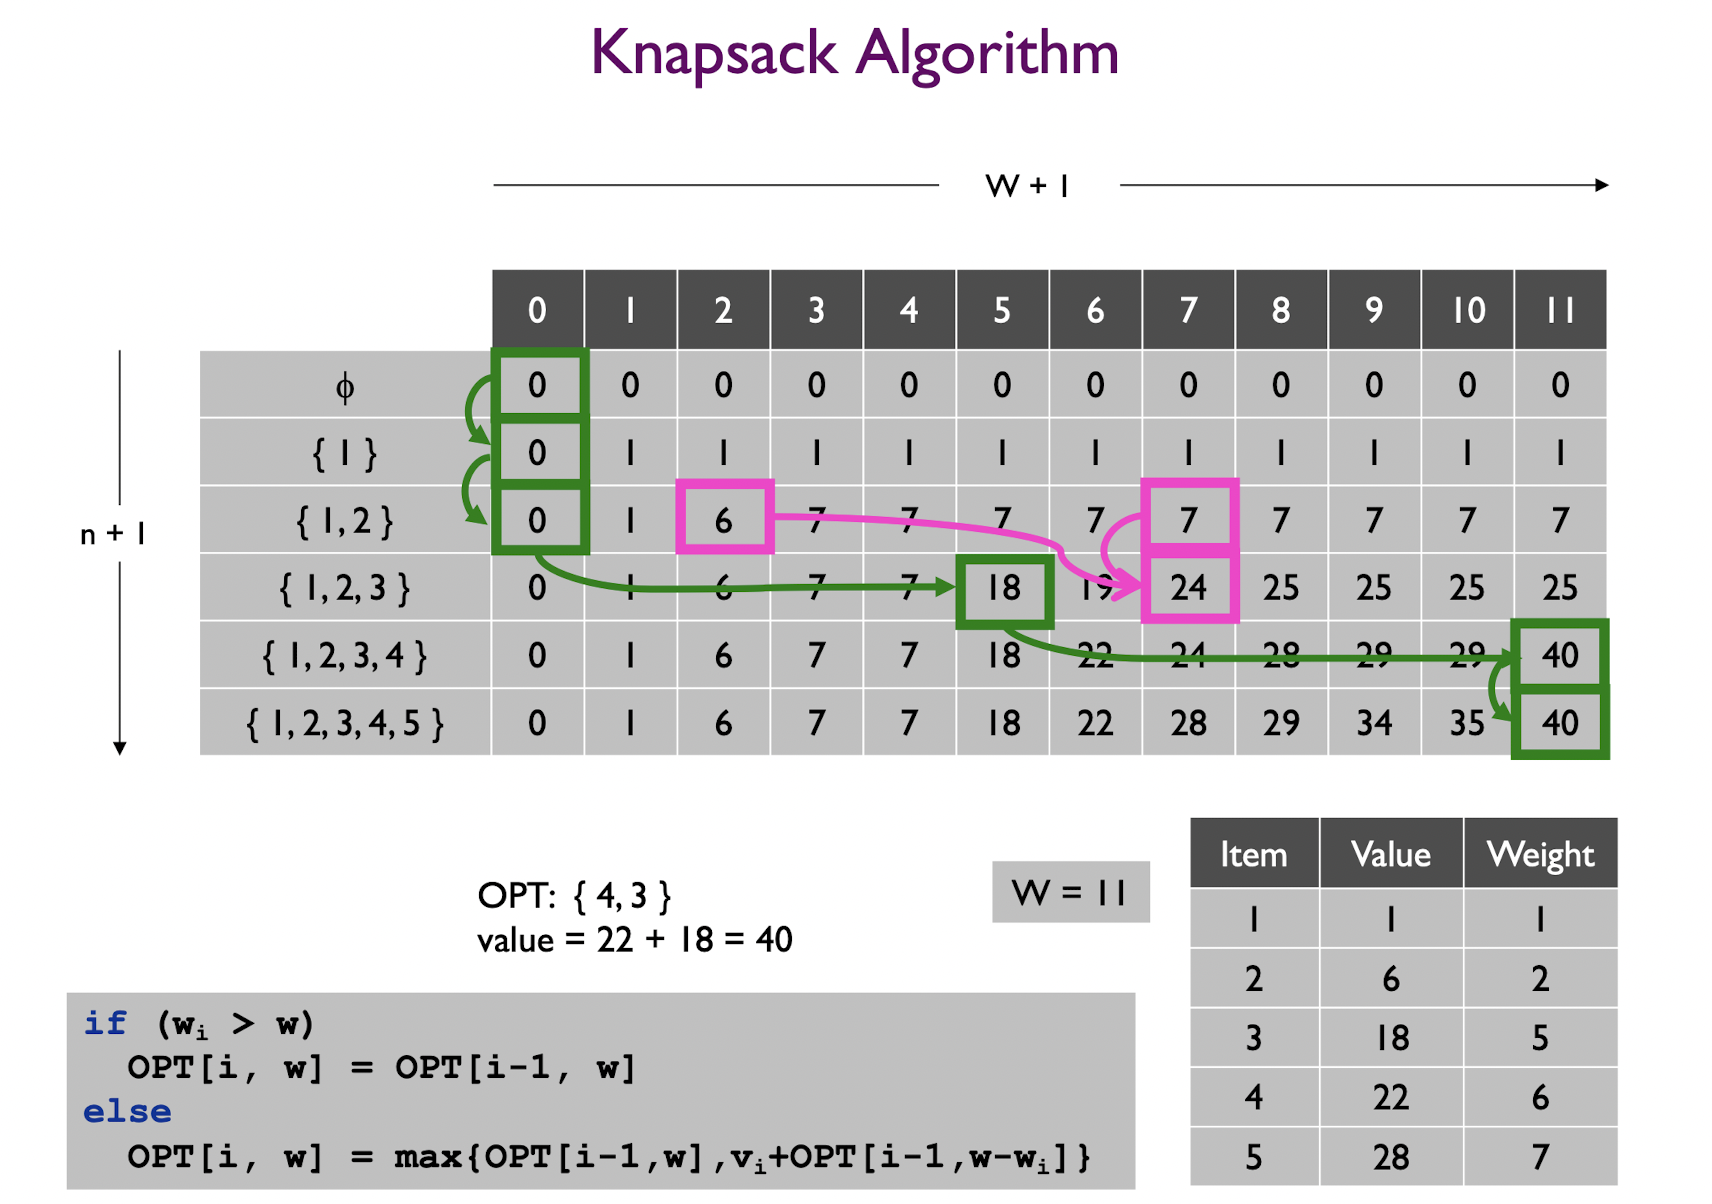 Knapsack Algorithm
W + 1
0 1 2 3 4 5 6 7 8 9 10 11
ϕ 0 0 0 0 0 0 0 0 0 0 0 0
{ 1 } 0 1 1 1 1 1 1 1 1 1 1 1
{ 1, 2 } 0 1 6 7 7 7 7 7 7 7 7 7
n + 1
{ 1, 2, 3 } 0 1 6 7 7 18 19 24 25 25 25 25
{ 1, 2, 3, 4 } 0 1 6 7 7 18 22 24 28 29 29 40
{ 1, 2, 3, 4, 5 } 0 1 6 7 7 18 22 28 29 34 35 40
OPT: { 4, 3 }
value = 22 + 18 = 40
W = 11
Item Value Weight
1 1 1
2 6 2
3 18 5
4 22 6
5 28 7
if (wi > w)
OPT[i, w] = OPT[i-1, w]
else
OPT[i, w] = max{OPT[i-1,w],vi+OPT[i-1,w-wi]}